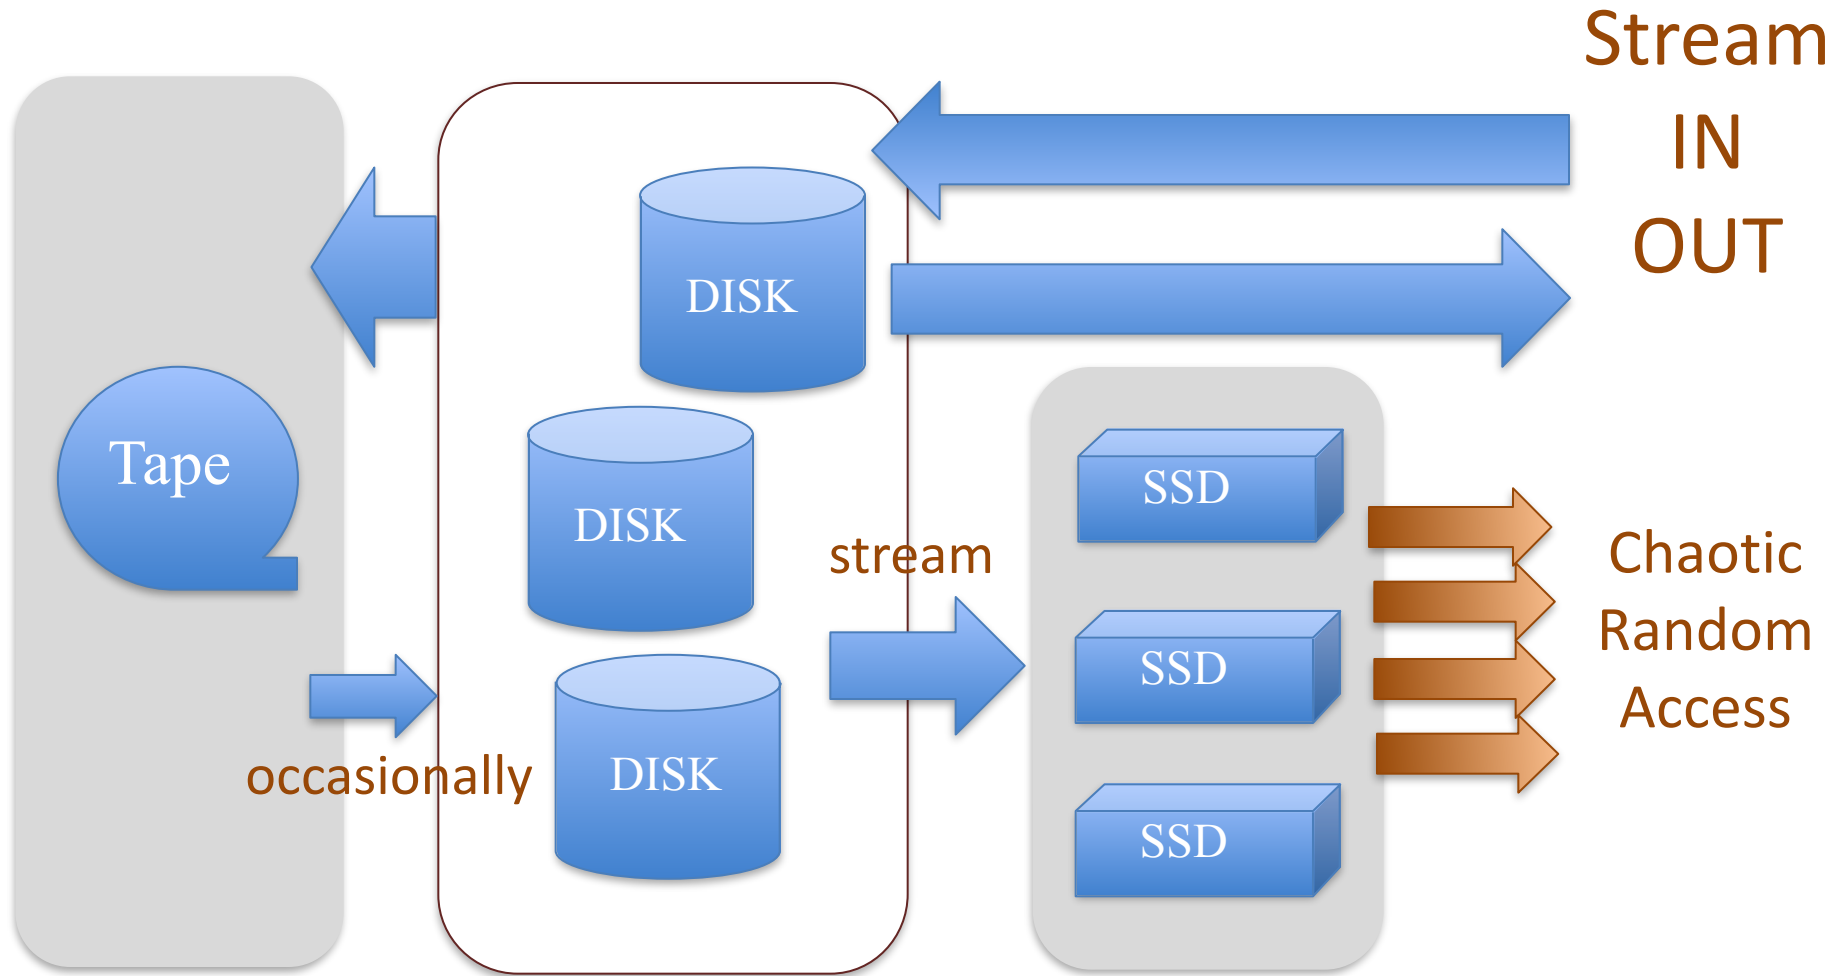 Stream
IN
OUT
DISK
Tape
DISK
SSD
stream
Chaotic
Random
Access
SSD
occasionally
DISK
SSD